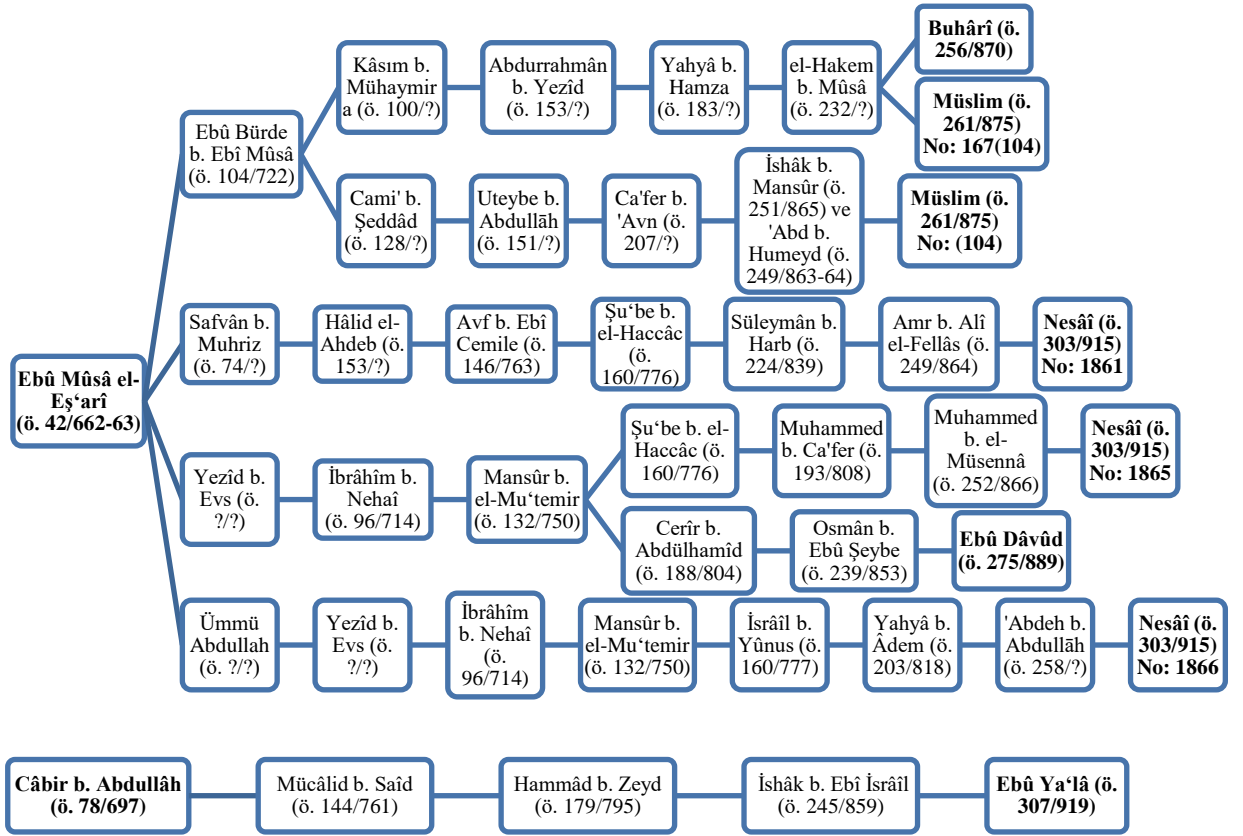 Buhârî (ö.
256/870)
Kâsım b.
Mühaymir
a (ö. 100/?)
Abdurrahmân
b. Yezîd
(ö. 153/?)
Yahyâ b.
Hamza
(ö. 183/?)
el-Hakem
b. Mûsâ
(ö. 232/?)
Müslim (ö.
261/875)
No: 167(104)
Ebû Bürde
b. Ebî Mûsâ
(ö. 104/722)
Cami' b.
Şeddâd
(ö. 128/?)
Uteybe b.
Abdullāh
(ö. 151/?)
Ca'fer b.
'Avn (ö.
207/?)
İshâk b.
Mansûr (ö.
251/865) ve
'Abd b.
Humeyd (ö.
249/863-64)
Müslim (ö.
261/875)
No: (104)
Safvân b.
Muhriz
(ö. 74/?)
Hâlid el-
Ahdeb (ö.
153/?)
Avf b. Ebî
Cemile (ö.
146/763)
Şu‘be b.
el-Haccâc
(ö.
160/776)
Süleymân b.
Harb (ö.
224/839)
Amr b. Alî
el-Fellâs (ö.
249/864)
Nesâî (ö.
303/915)
No: 1861
Ebû Mûsâ el-
Eş‘arî
(ö. 42/662-63)
Yezîd b.
Evs (ö.
?/?)
İbrâhîm b.
Nehaî
(ö. 96/714)
Mansûr b.
el-Mu‘temir
(ö. 132/750)
Şu‘be b. el-
Haccâc (ö.
160/776)
Muhammed
b. Ca'fer (ö.
193/808)
Muhammed
b. el-
Müsennâ
(ö. 252/866)
Nesâî (ö.
303/915)
No: 1865
Cerîr b.
Abdülhamîd
(ö. 188/804)
Osmân b.
Ebû Şeybe
(ö. 239/853)
Ebû Dâvûd
(ö. 275/889)
Ümmü
Abdullah
(ö. ?/?)
Yezîd b.
Evs (ö.
?/?)
İbrâhîm
b. Nehaî
(ö.
96/714)
Mansûr b.
el-Mu‘temir
(ö. 132/750)
İsrâîl b.
Yûnus (ö.
160/777)
Yahyâ b.
Âdem (ö.
203/818)
'Abdeh b.
Abdullāh
(ö. 258/?)
Nesâî (ö.
303/915)
No: 1866
Câbir b. Abdullâh
(ö. 78/697)
Mücâlid b. Saîd
(ö. 144/761)
Hammâd b. Zeyd
(ö. 179/795)
İshâk b. Ebî İsrâîl
(ö. 245/859)
Ebû Ya‘lâ (ö.
307/919)